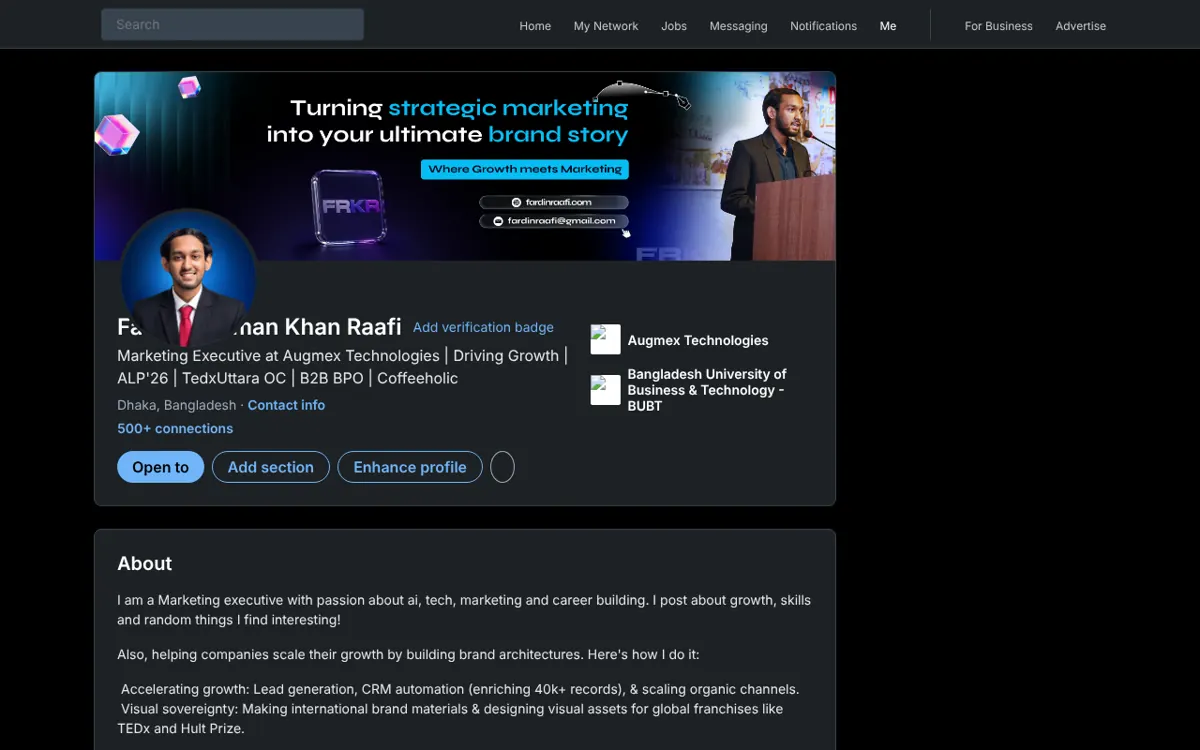 Search
Home
My Network
Jobs
Messaging
Notifications
Me
For Business
Advertise
Turning strategic marketing
into your ultimate brand story
Where Growth meets Marketing
FRKR
fardinraafi.com
fardinraafi@gmail.com
FRK
Khan Raafi
Add verification badge
Marketing Executive at Augmex Technologies | Driving Growth |
ALP'26 | TedxUttara OC | B2B BPO | Coffeeholic
Dhaka, Bangladesh · Contact info
500+ connections
Open to
Add section
Enhance profile
Augmex Technologies
Bangladesh University of
Business & Technology -
BUBT
About
I am a Marketing executive with passion about ai, tech, marketing and career building. I post about growth, skills
and random things I find interesting!
Also, helping companies scale their growth by building brand architectures. Here's how I do it:
Accelerating growth: Lead generation, CRM automation (enriching 40k+ records), & scaling organic channels.
Visual sovereignty: Making international brand materials & designing visual assets for global franchises like
TEDx and Hult Prize.